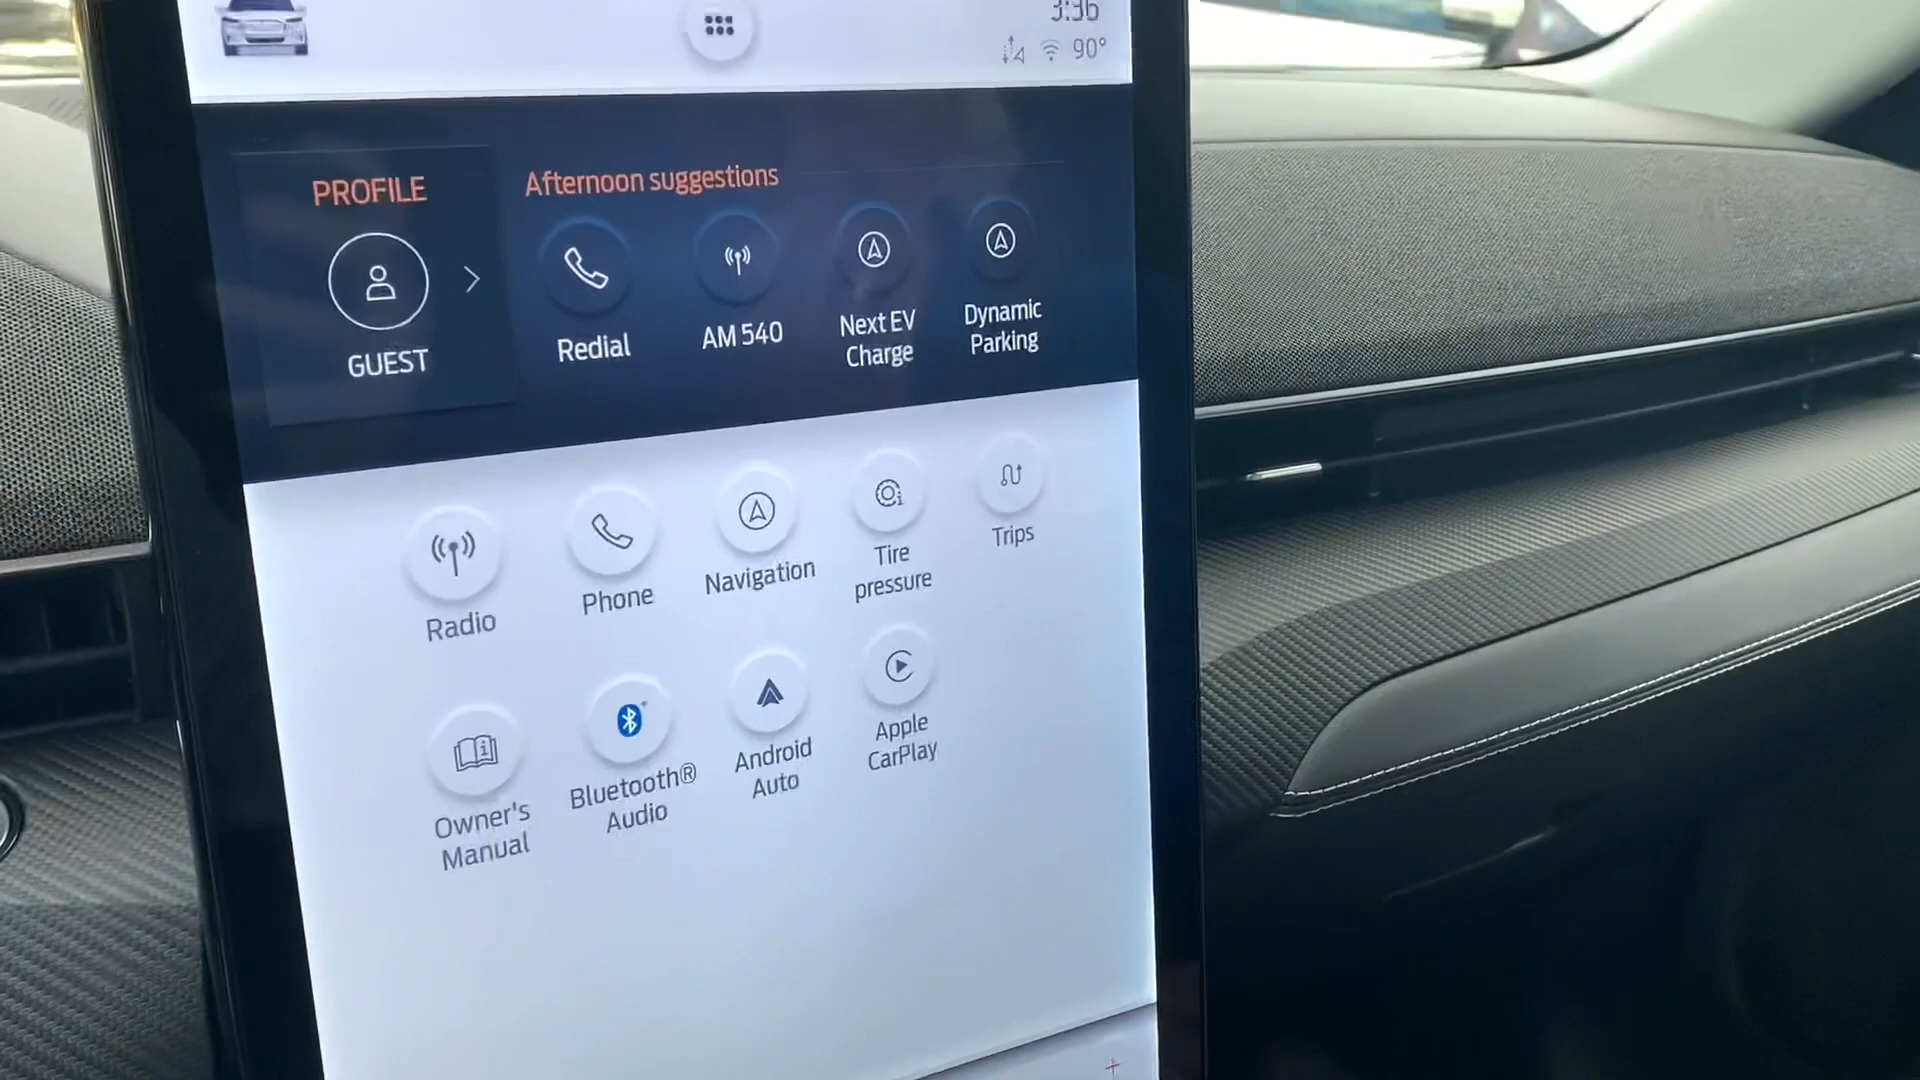 3:36
90°
PROFILE
Afternoon suggestions
GUEST
Redial
AM 540
Next EV
Charge
Dynamic
Parking
Radio
Phone
Navigation
Tire
pressure
Trips
Owner's
Manual
Bluetooth®
Audio
Android
Auto
Apple
CarPlay